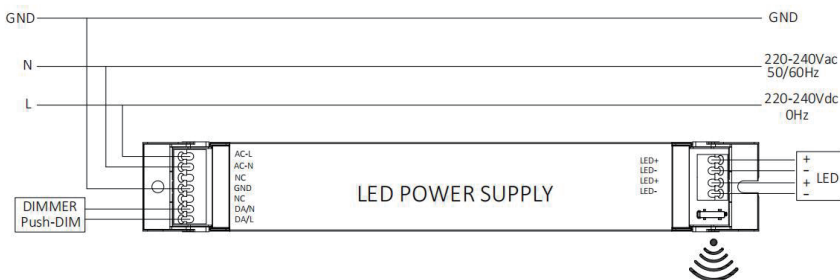 GND
GND
N
220-240Vac
50/60Hz
L
220-240Vdc
0Hz
AC-L
AC-N
NC
GND
NC
DA/N
DA/L
DIMMER
Push-DIM
LED POWER SUPPLY
LED+
LED-
LED+
LED-
+
-
+
-
LED